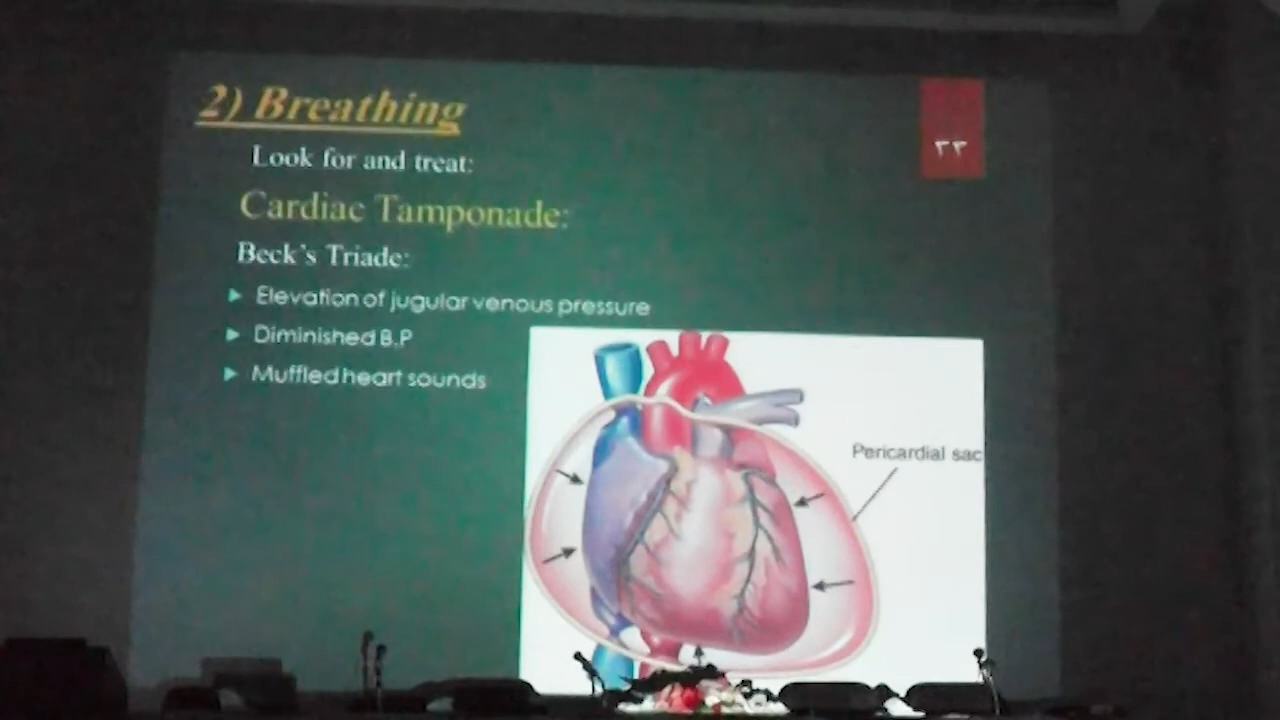 2) Breathing
٣٣
Look for and treat:
Cardiac Tamponade:
Beck's Triade:
Elevation of jugular venous pressure
Diminished B.P
Muffled heart sounds
Pericardial sac